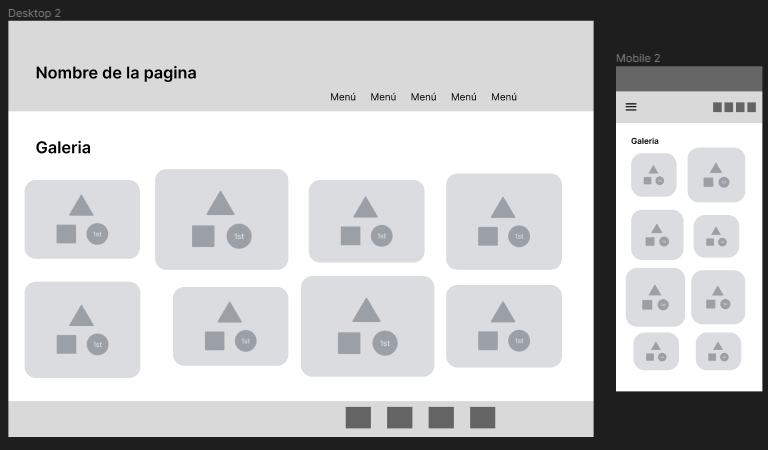 Desktop 2
Nombre de la pagina
Menú Menú Menú Menú Menú
Galeria
1st 1st 1st 1st
1st 1st 1st 1st
Mobile 2
Galeria